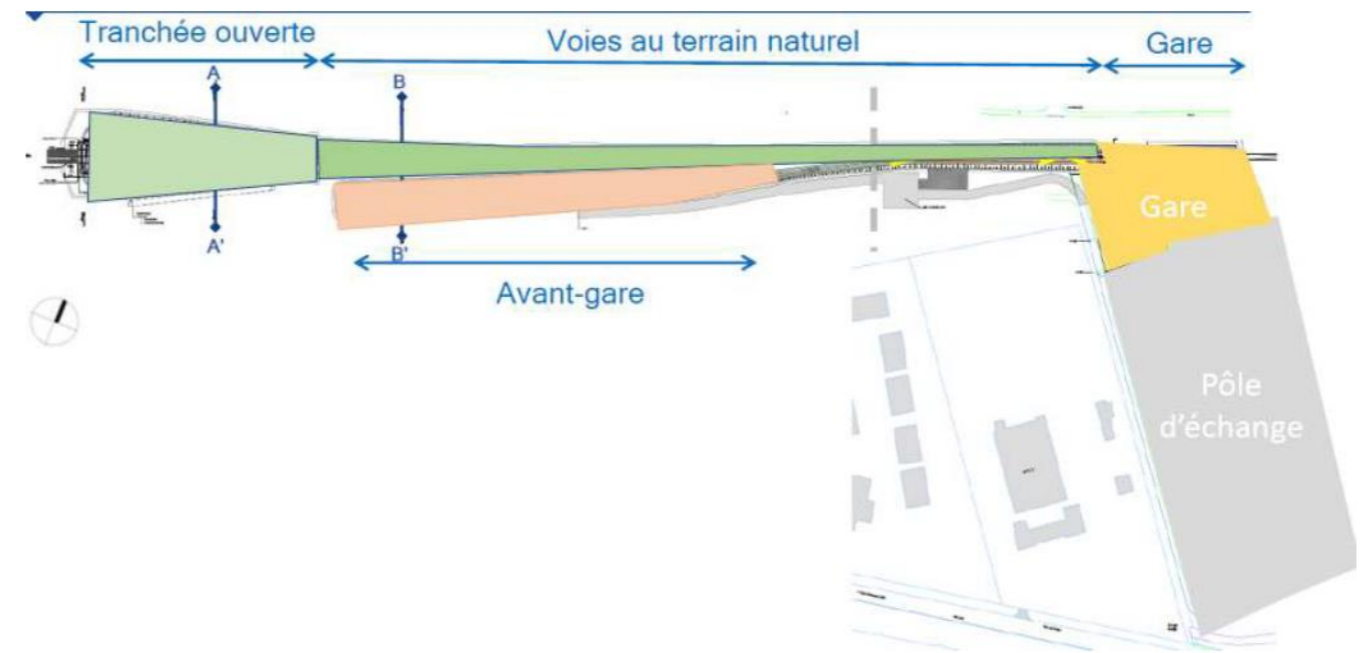 Tranchée ouverte
Voies au terrain naturel
Gare
A
B
A'
B'
Avant-gare
Gare
Pôle
d'échange